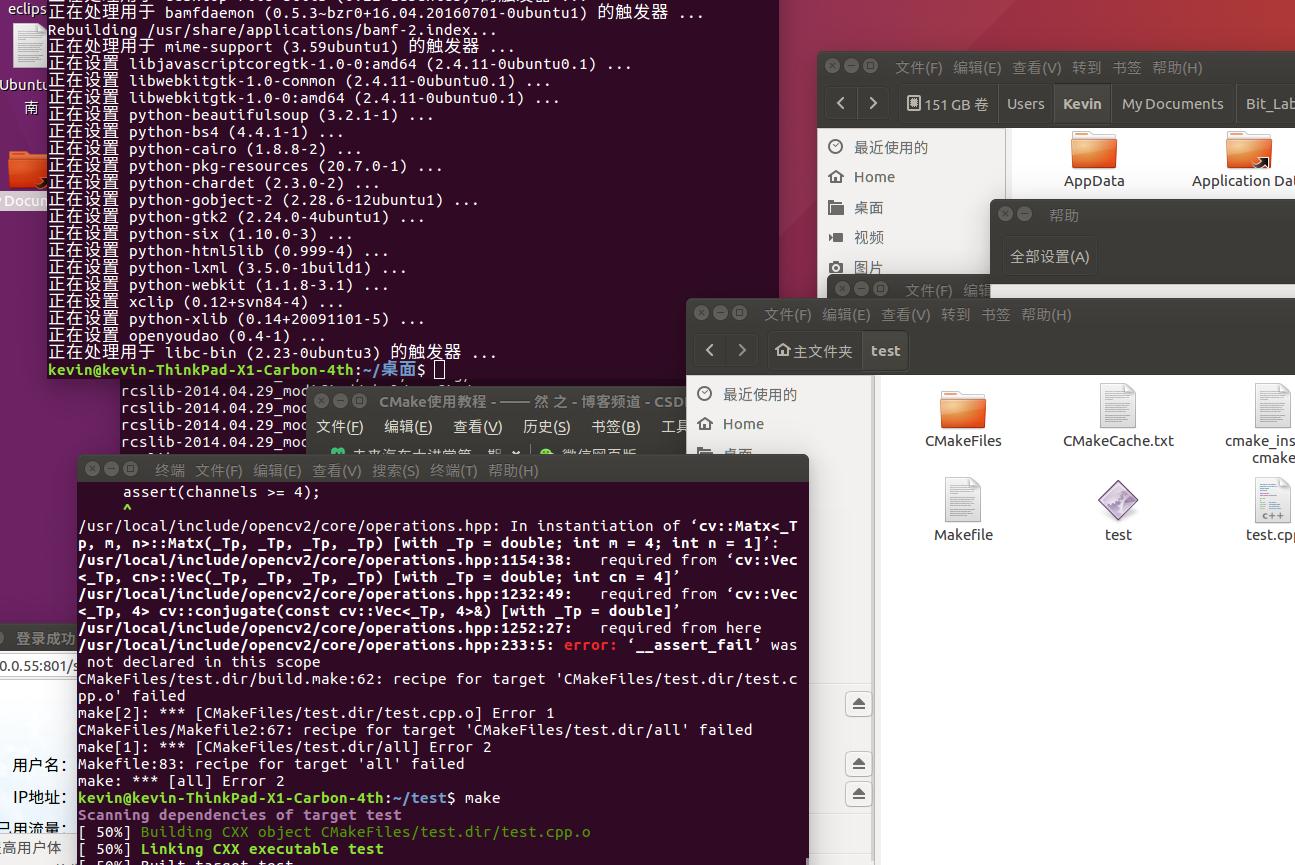 eclips
Ubuntu
南
y Docum
正在处理用于 bamfdaemon (0.5.3~bzr0+16.04.20160701-0ubuntu1) 的触发器 ...
Rebuilding /usr/share/applications/bamf-2.index...
正在处理用于 mime-support (3.59ubuntu1) 的触发器 ...
正在设置 libjavascriptcoregtk-1.0-0:amd64 (2.4.11-0ubuntu0.1) ...
正在设置 libwebkitgtk-1.0-common (2.4.11-0ubuntu0.1) ...
正在设置 libwebkitgtk-1.0-0:amd64 (2.4.11-0ubuntu0.1) ...
正在设置 python-beautifulsoup (3.2.1-1) ...
正在设置 python-bs4 (4.4.1-1) ...
正在设置 python-cairo (1.8.8-2) ...
正在设置 python-pkg-resources (20.7.0-1) ...
正在设置 python-chardet (2.3.0-2) ...
正在设置 python-gobject-2 (2.28.6-12ubuntu1) ...
正在设置 python-gtk2 (2.24.0-4ubuntu1) ...
正在设置 python-six (1.10.0-3) ...
正在设置 python-html5lib (0.999-4) ...
正在设置 python-lxml (3.5.0-1build1) ...
正在设置 python-webkit (1.1.8-3.1) ...
正在设置 xclip (0.12+svn84-4) ...
正在设置 python-xlib (0.14+20091101-5) ...
正在设置 openyoudao (0.4-1) ...
正在处理用于 libc-bin (2.23-0ubuntu3) 的触发器 ...
kevin@kevin-ThinkPad-X1-Carbon-4th:~/桌面$
rcslib-2014.04.29_mod
rcslib-2014.04.29_moc
rcslib-2014.04.29_moc
rcslib-2014.04.29_moc
CMake使用教程 - —— 然 之 - 博客频道 - CSD
文件(F) 编辑(E) 查看(V) 历史(S) 书签(B) 工具
文件(F) 编辑(E) 查看(V) 转到 书签 帮助(H)
151 GB 卷 Users Kevin My Documents Bit_Lab
最近使用的
Home
桌面
视频
图片
AppData
Application Dat
帮助
全部设置(A)
文件(F) 编辑
文件(F) 编辑(E) 查看(V) 转到 书签 帮助(H)
主文件夹 test
最近使用的
Home
桌面
CMakeFiles
CMakeCache.txt
cmake_ins
cmake
Makefile
test
test.cpp
终端 文件(F) 编辑(E) 查看(V) 搜索(S) 终端(T) 帮助(H)
assert(channels >= 4);
^
/usr/local/include/opencv2/core/operations.hpp: In instantiation of ‘cv::Matx<_T
p, m, n>::Matx(_Tp, _Tp, _Tp, _Tp) [with _Tp = double; int m = 4; int n = 1]’:
/usr/local/include/opencv2/core/operations.hpp:1154:38:   required from ‘cv::Vec
<_Tp, cn>::Vec(_Tp, _Tp, _Tp, _Tp) [with _Tp = double; int cn = 4]’
/usr/local/include/opencv2/core/operations.hpp:1232:49:   required from ‘cv::Vec
<_Tp, 4> cv::conjugate(const cv::Vec<_Tp, 4>&) [with _Tp = double]’
/usr/local/include/opencv2/core/operations.hpp:1252:27:   required from here
/usr/local/include/opencv2/core/operations.hpp:233:5: error: ‘__assert_fail’ was
not declared in this scope
CMakeFiles/test.dir/build.make:62: recipe for target 'CMakeFiles/test.dir/test.c
pp.o' failed
make[2]: *** [CMakeFiles/test.dir/test.cpp.o] Error 1
CMakeFiles/Makefile2:67: recipe for target 'CMakeFiles/test.dir/all' failed
make[1]: *** [CMakeFiles/test.dir/all] Error 2
Makefile:83: recipe for target 'all' failed
make: *** [all] Error 2
kevin@kevin-ThinkPad-X1-Carbon-4th:~/test$ make
Scanning dependencies of target test
[ 50%] Building CXX object CMakeFiles/test.dir/test.cpp.o
[ 50%] Linking CXX executable test
[ 50%] Built target test
登录成功
0.0.55:801/s
用户名:
IP地址:
已用流量:
高用户体